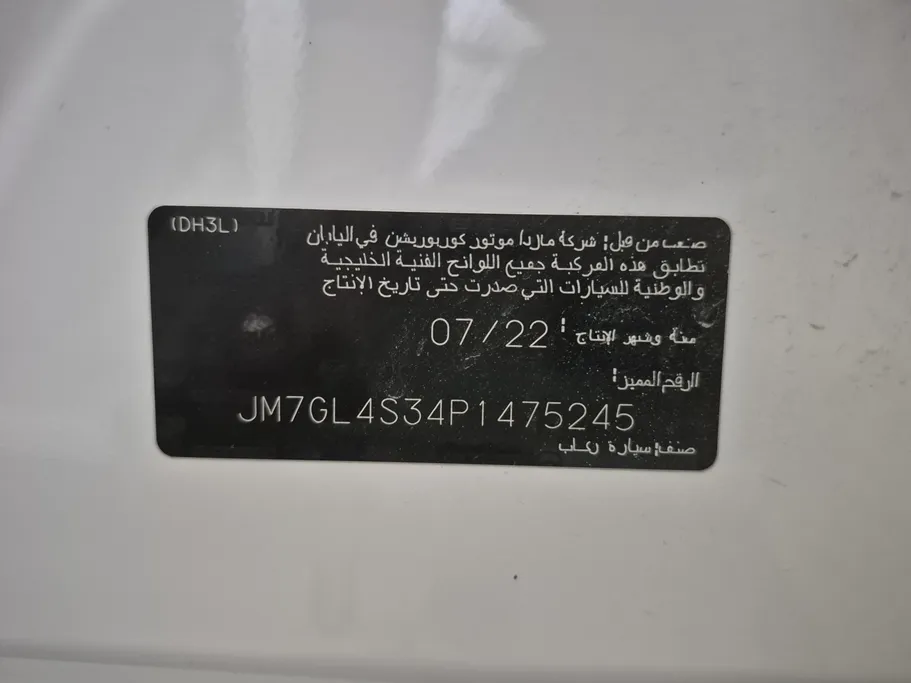 (DH3L)
صنعت من قبل: شركة مازدا موتور كوربوريشن في اليابان
تطابق هذه المركبة جميع اللوائح الفنية الخليجية
والوطنية للسيارات التي صدرت حتى تاريخ الإنتاج
سنة وشهر الإنتاج : 07/22
الرقم المميز:
JM7GL4S34P1475245
صنف: سيارة ركاب